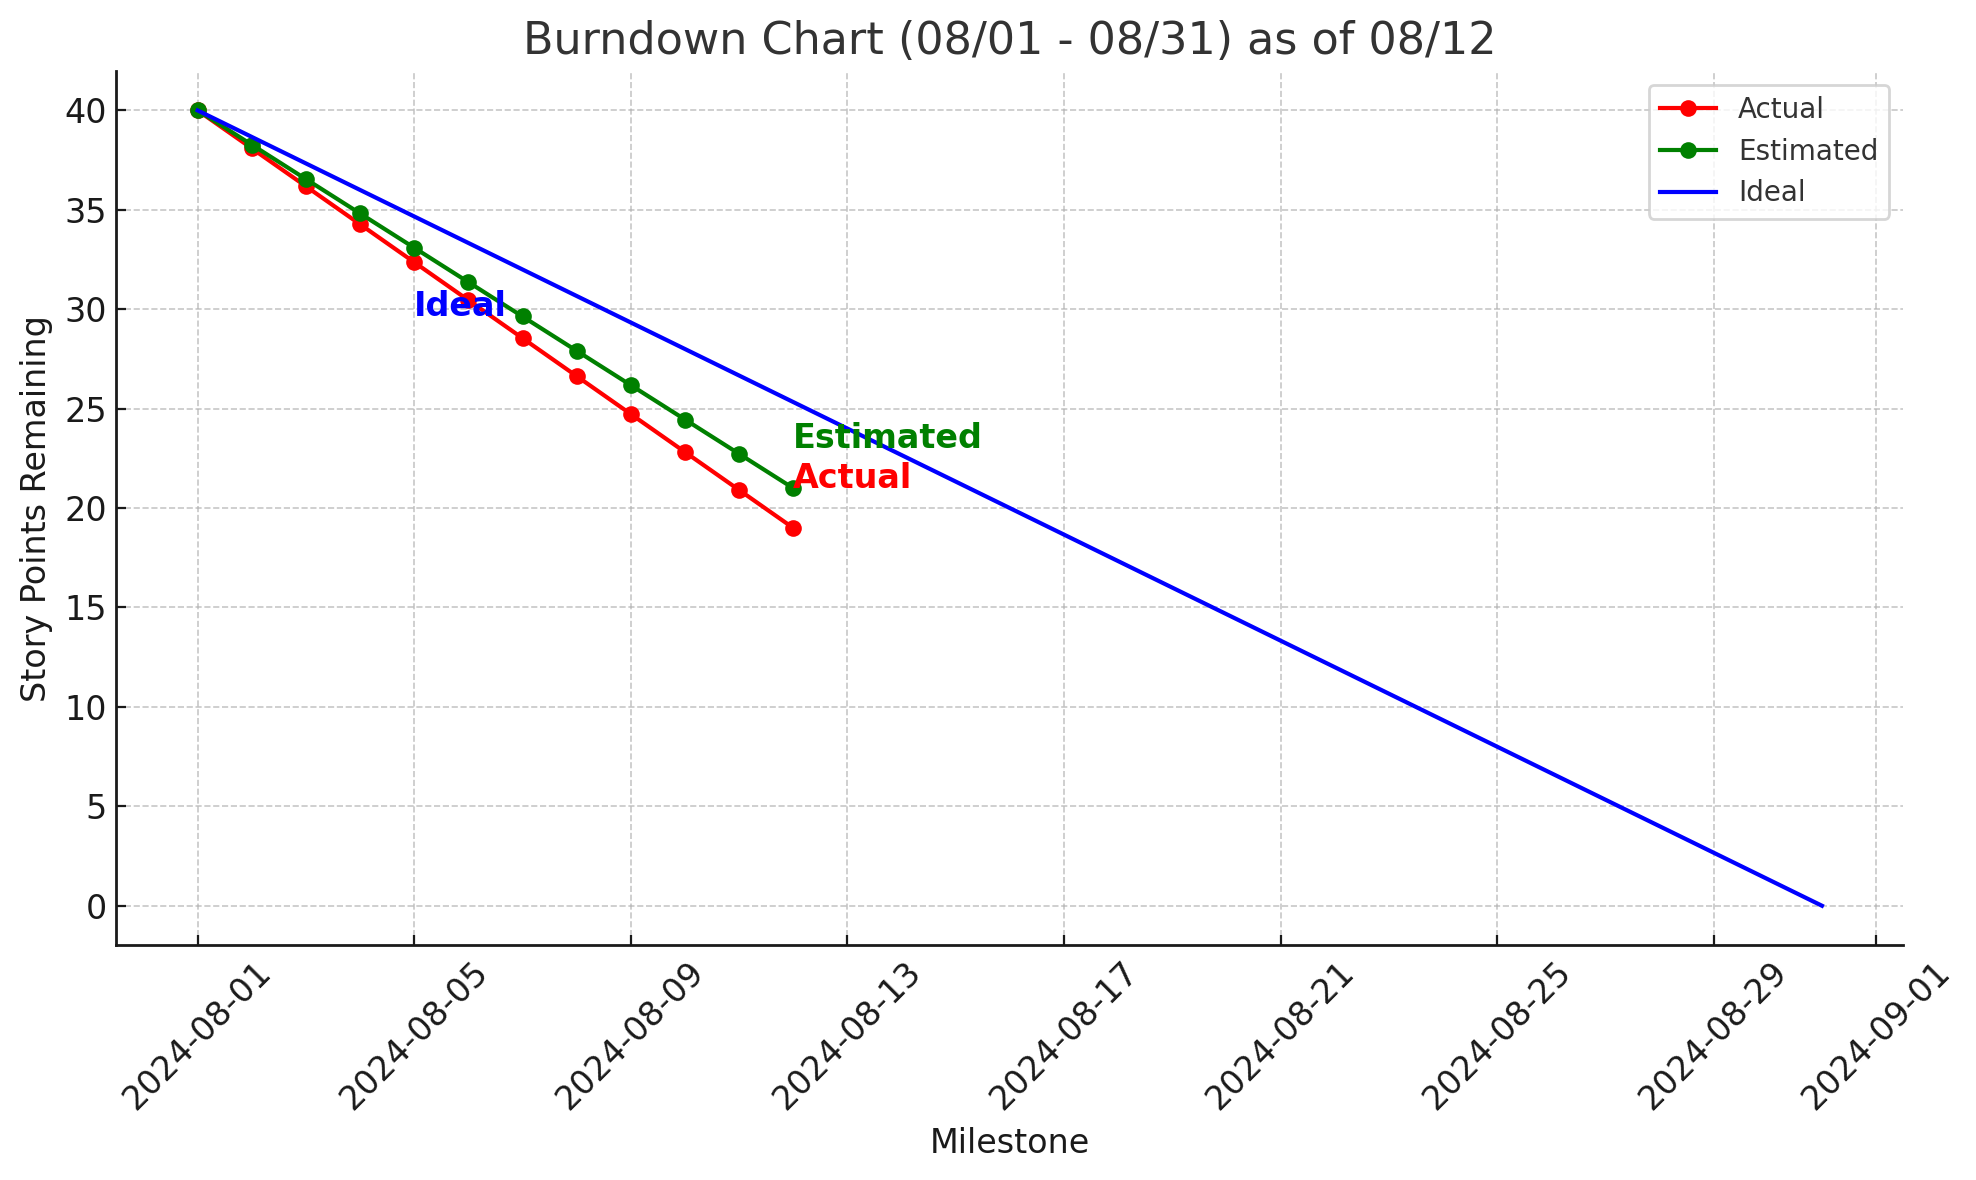 Burndown Chart (08/01 - 08/31) as of 08/12
Actual
Estimated
Ideal
40
35
30
25
20
15
10
5
0
Story Points Remaining
Ideal
Estimated
Actual
2024-08-01
2024-08-05
2024-08-09
2024-08-13
2024-08-17
2024-08-21
2024-08-25
2024-08-29
2024-09-01
Milestone